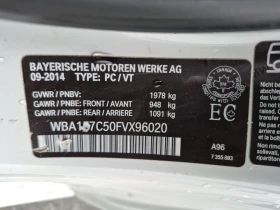 BAYERISCHE MOTOREN WERKE AG
09-2014 TYPE: PC / VT
GVWR / PNBV: 1978 kg
GAWR / PNBE: FRONT / AVANT 948 kg
GAWR / PNBE: REAR / ARRIERE 1091 kg
EC
WBA1J7C50FVX96020
A96
7 355 883